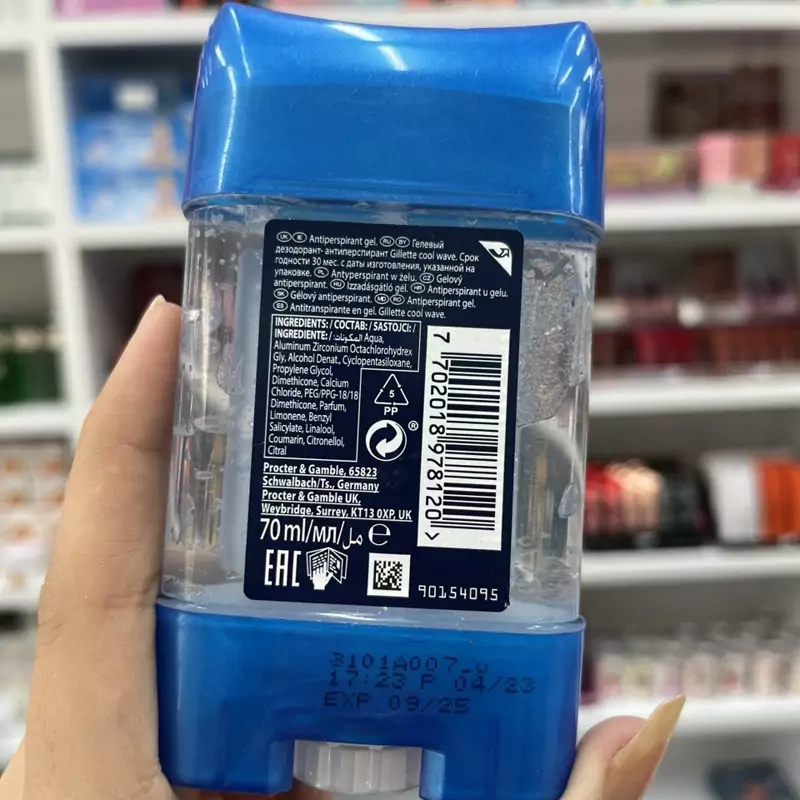 UK IE Antiperspirant gel. RU BY Гелевый
дезодорант- антиперспирант Gillette cool wave. Срок
годности 30 мес. с даты изготовления, указанной на
упаковке. PL Antyperspirant w żelu. CZ Gelový
antiperspirant. HU Izzadásgátló gél. HR Antiperspirant u gelu.
SK Gélový antiperspirant. MD RO Antiperspirant gel.
ES Antitranspirante en gel. Gillette cool wave.
INGREDIENTS: / СОСТАВ: / SASTOJCI: /
INGREDIENTE: / المكونات: Aqua,
Aluminum Zirconium Octachlorohydrex
Gly, Alcohol Denat., Cyclopentasiloxane,
Propylene Glycol,
Dimethicone, Calcium
Chloride, PEG/PPG-18/18
Dimethicone, Parfum,
Limonene, Benzyl
Salicylate, Linalool,
Coumarin, Citronellol,
Citral
5
PP
®
Procter & Gamble, 65823
Schwalbach/Ts., Germany
Procter & Gamble UK,
Weybridge, Surrey, KT13 0XP, UK
70 ml/мл/مل e
EAC
7 702018 978120 >
90154095
3101A007
17:23 P 04/23
EXP 09/25